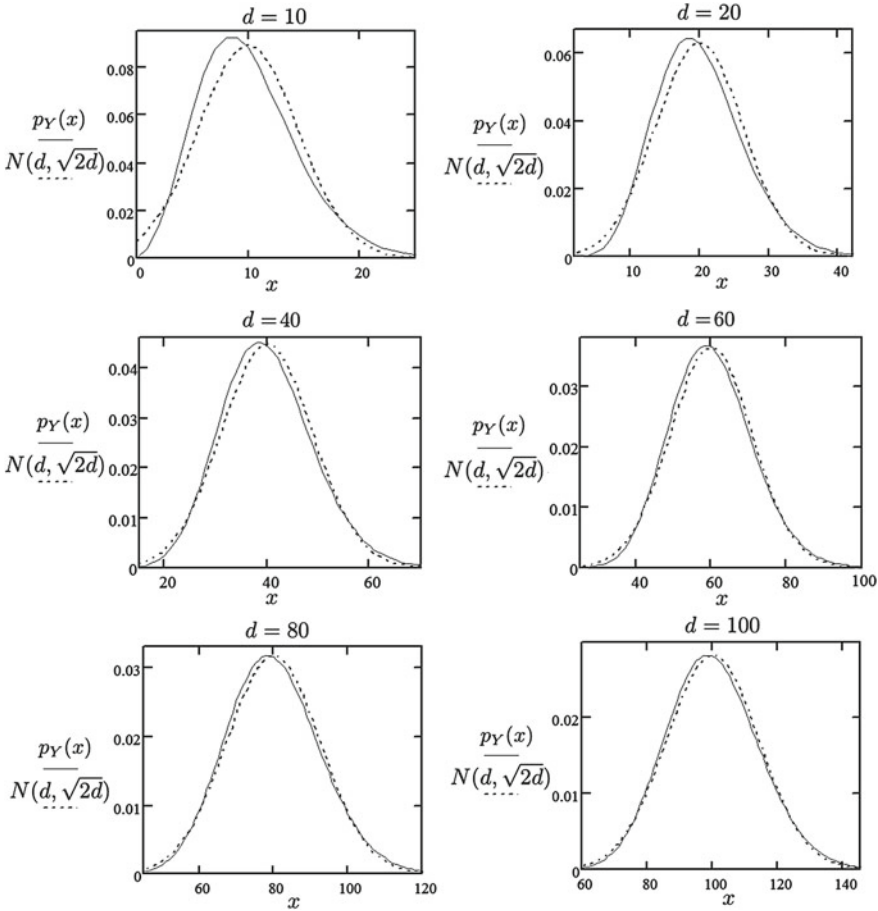 d = 10
0.08
0.06
0.04
0.02
0
p_Y(x)
N(d, √2d)
0
10
20
x
d = 20
0.06
0.04
0.02
0
p_Y(x)
N(d, √2d)
10
20
30
40
x
d = 40
0.04
0.03
0.02
0.01
0
p_Y(x)
N(d, √2d)
20
40
60
x
d = 60
0.03
0.02
0.01
0
p_Y(x)
N(d, √2d)
40
60
80
100
x
d = 80
0.03
0.02
0.01
0
p_Y(x)
N(d, √2d)
60
80
100
120
x
d = 100
0.02
0.01
0
p_Y(x)
N(d, √2d)
60
80
100
120
140
x